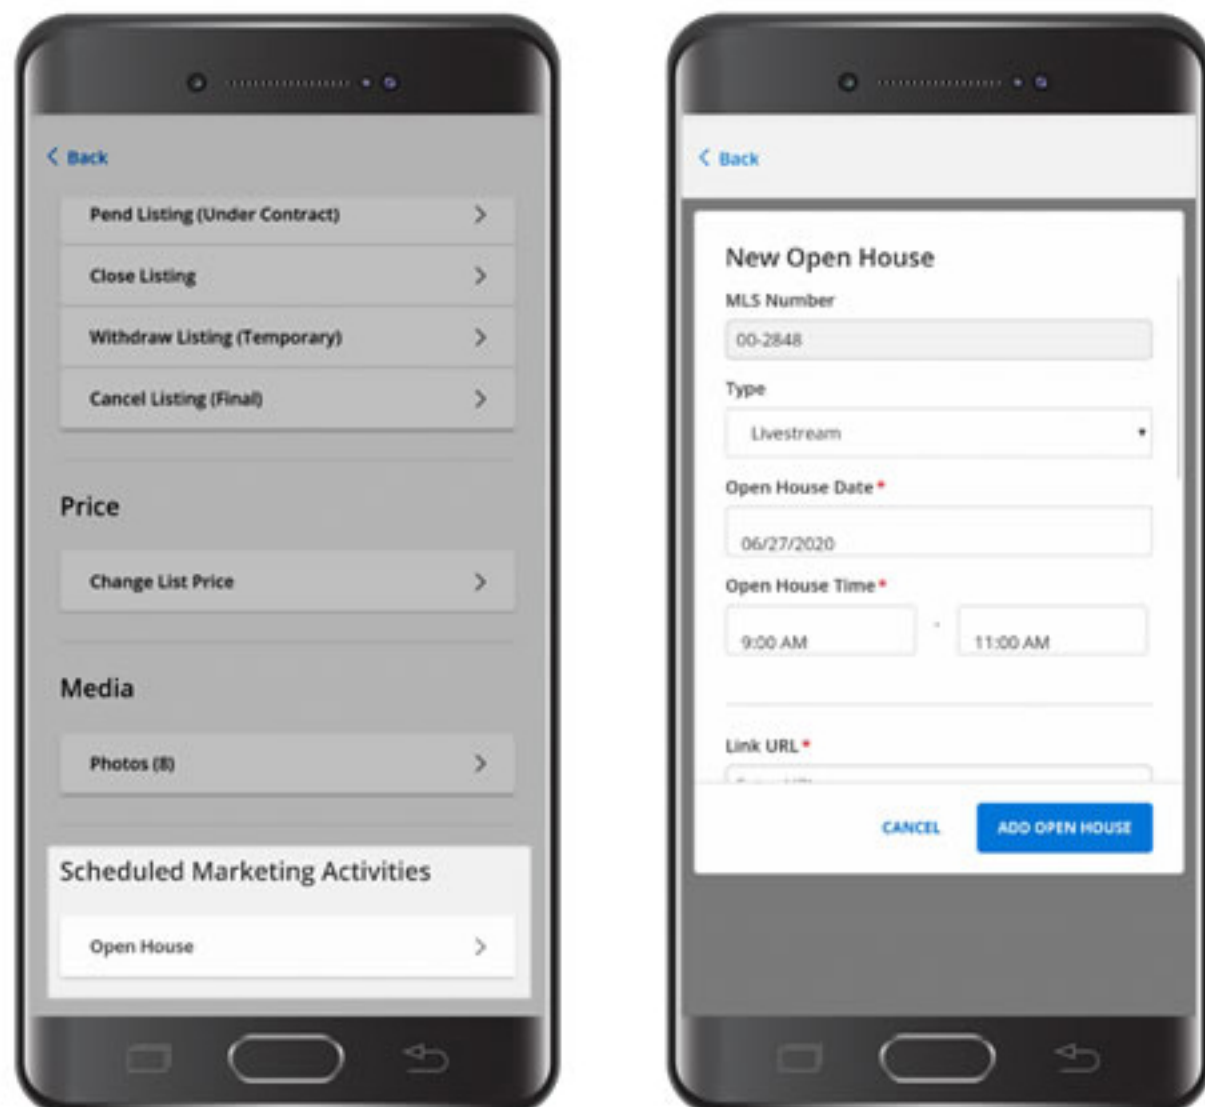 Back
Pend Listing (Under Contract)
Close Listing
Withdraw Listing (Temporary)
Cancel Listing (Final)
Price
Change List Price
Media
Photos (8)
Scheduled Marketing Activities
Open House
Back
New Open House
MLS Number
00-2848
Type
Livestream
Open House Date *
06/27/2020
Open House Time *
9:00 AM - 11:00 AM
Link URL *
CANCEL ADD OPEN HOUSE